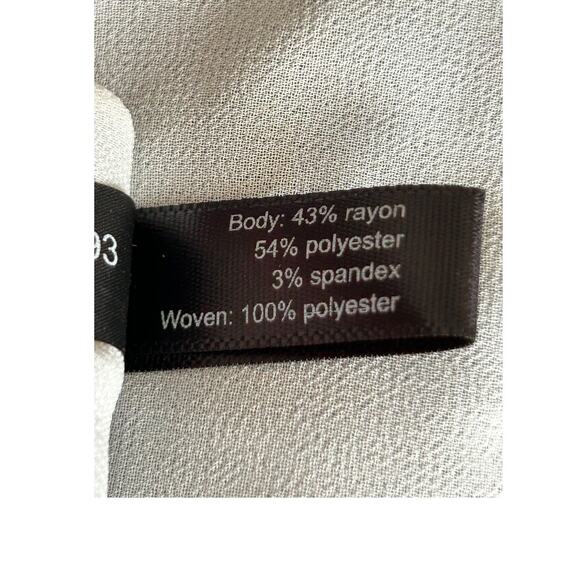 93
Body: 43% rayon
54% polyester
3% spandex
Woven: 100% polyester